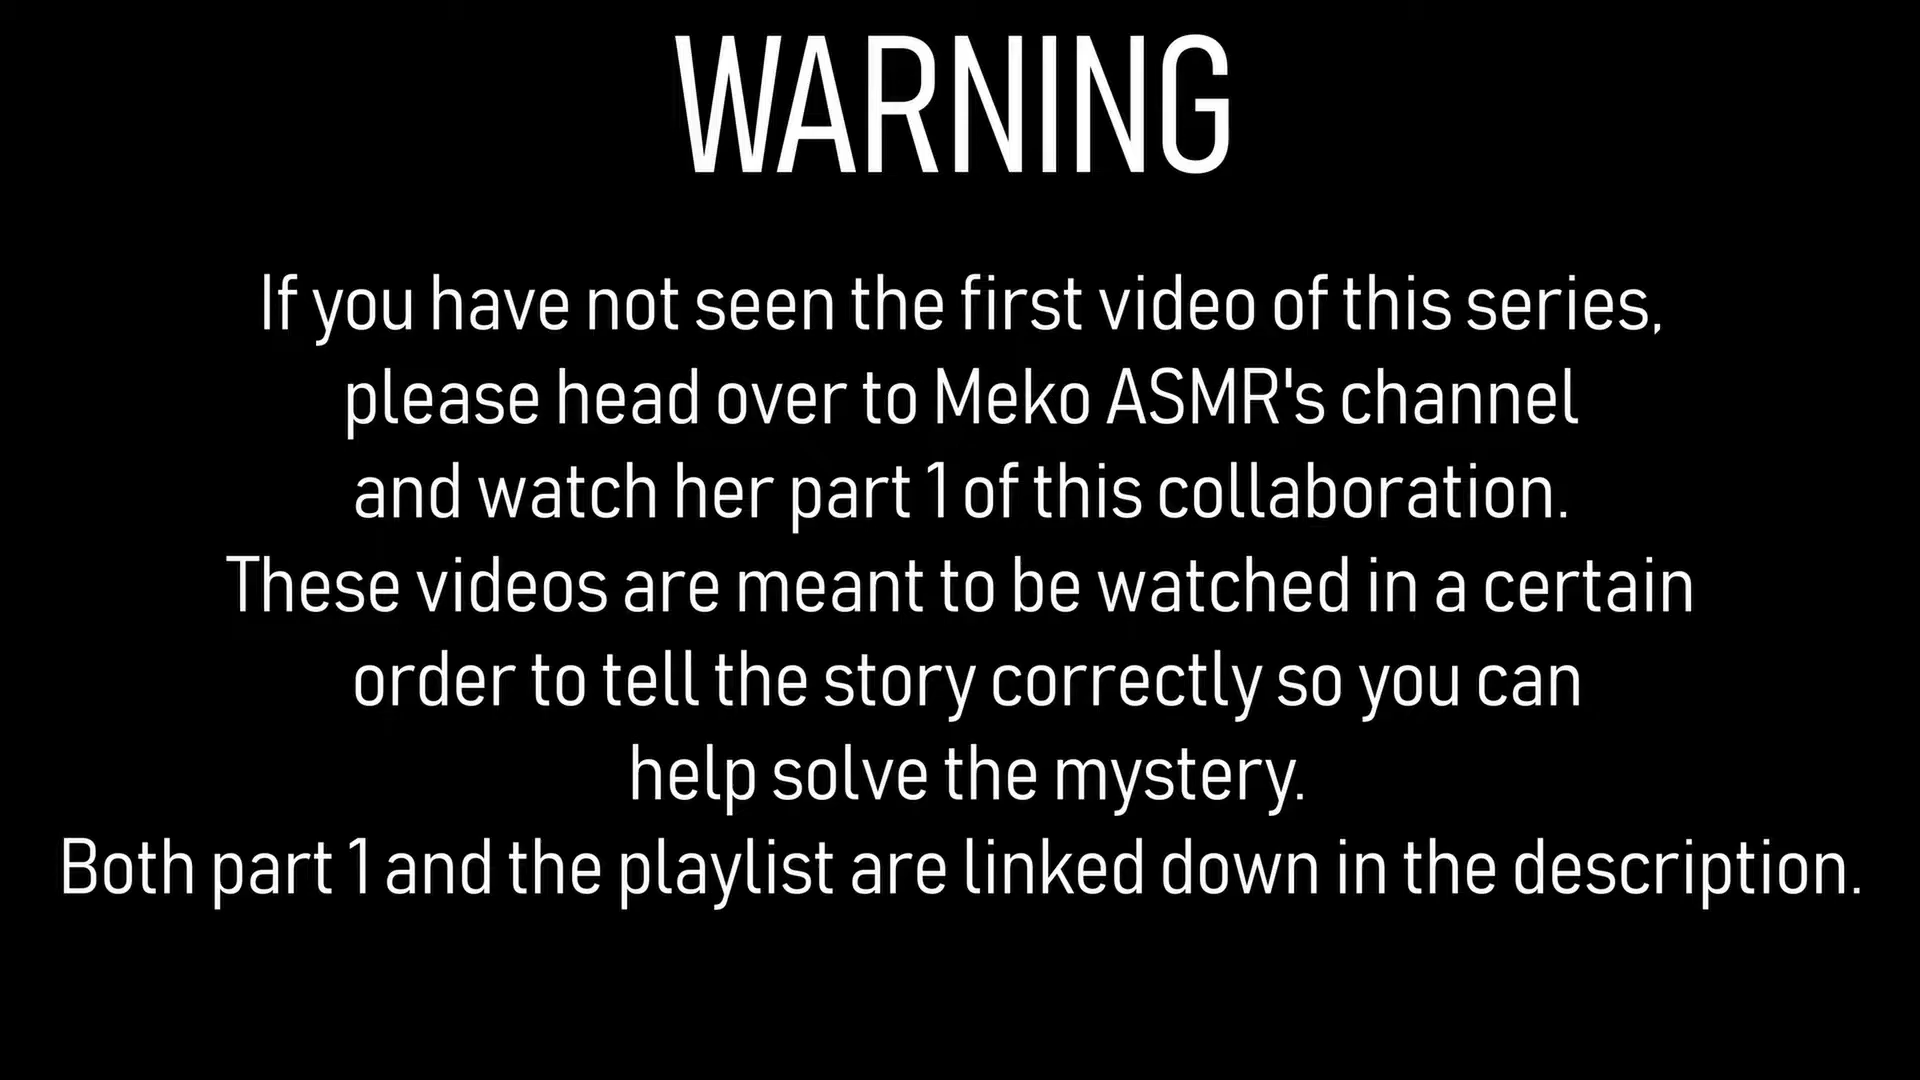 WARNING
If you have not seen the first video of this series,
please head over to Meko ASMR's channel
and watch her part 1 of this collaboration.
These videos are meant to be watched in a certain
order to tell the story correctly so you can
help solve the mystery.
Both part 1 and the playlist are linked down in the description.